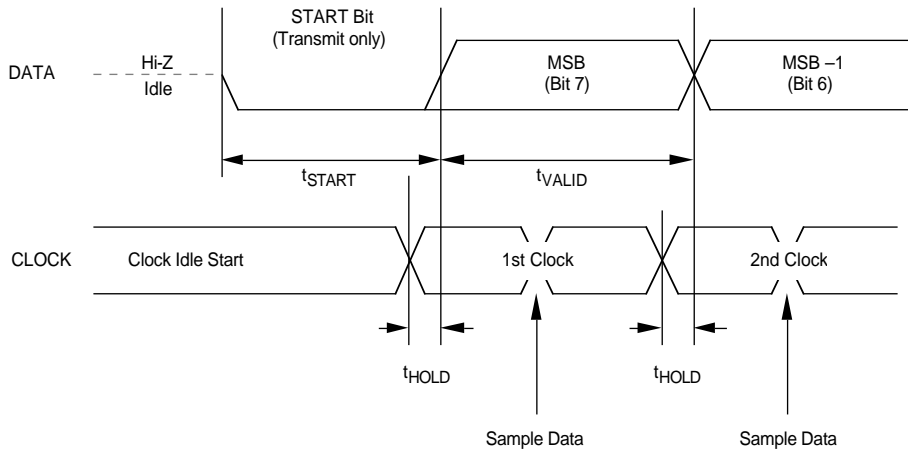 START Bit
(Transmit only)
DATA
Hi-Z
Idle
MSB
(Bit 7)
MSB –1
(Bit 6)
tSTART
tVALID
CLOCK
Clock Idle Start
1st Clock
2nd Clock
tHOLD
tHOLD
Sample Data
Sample Data